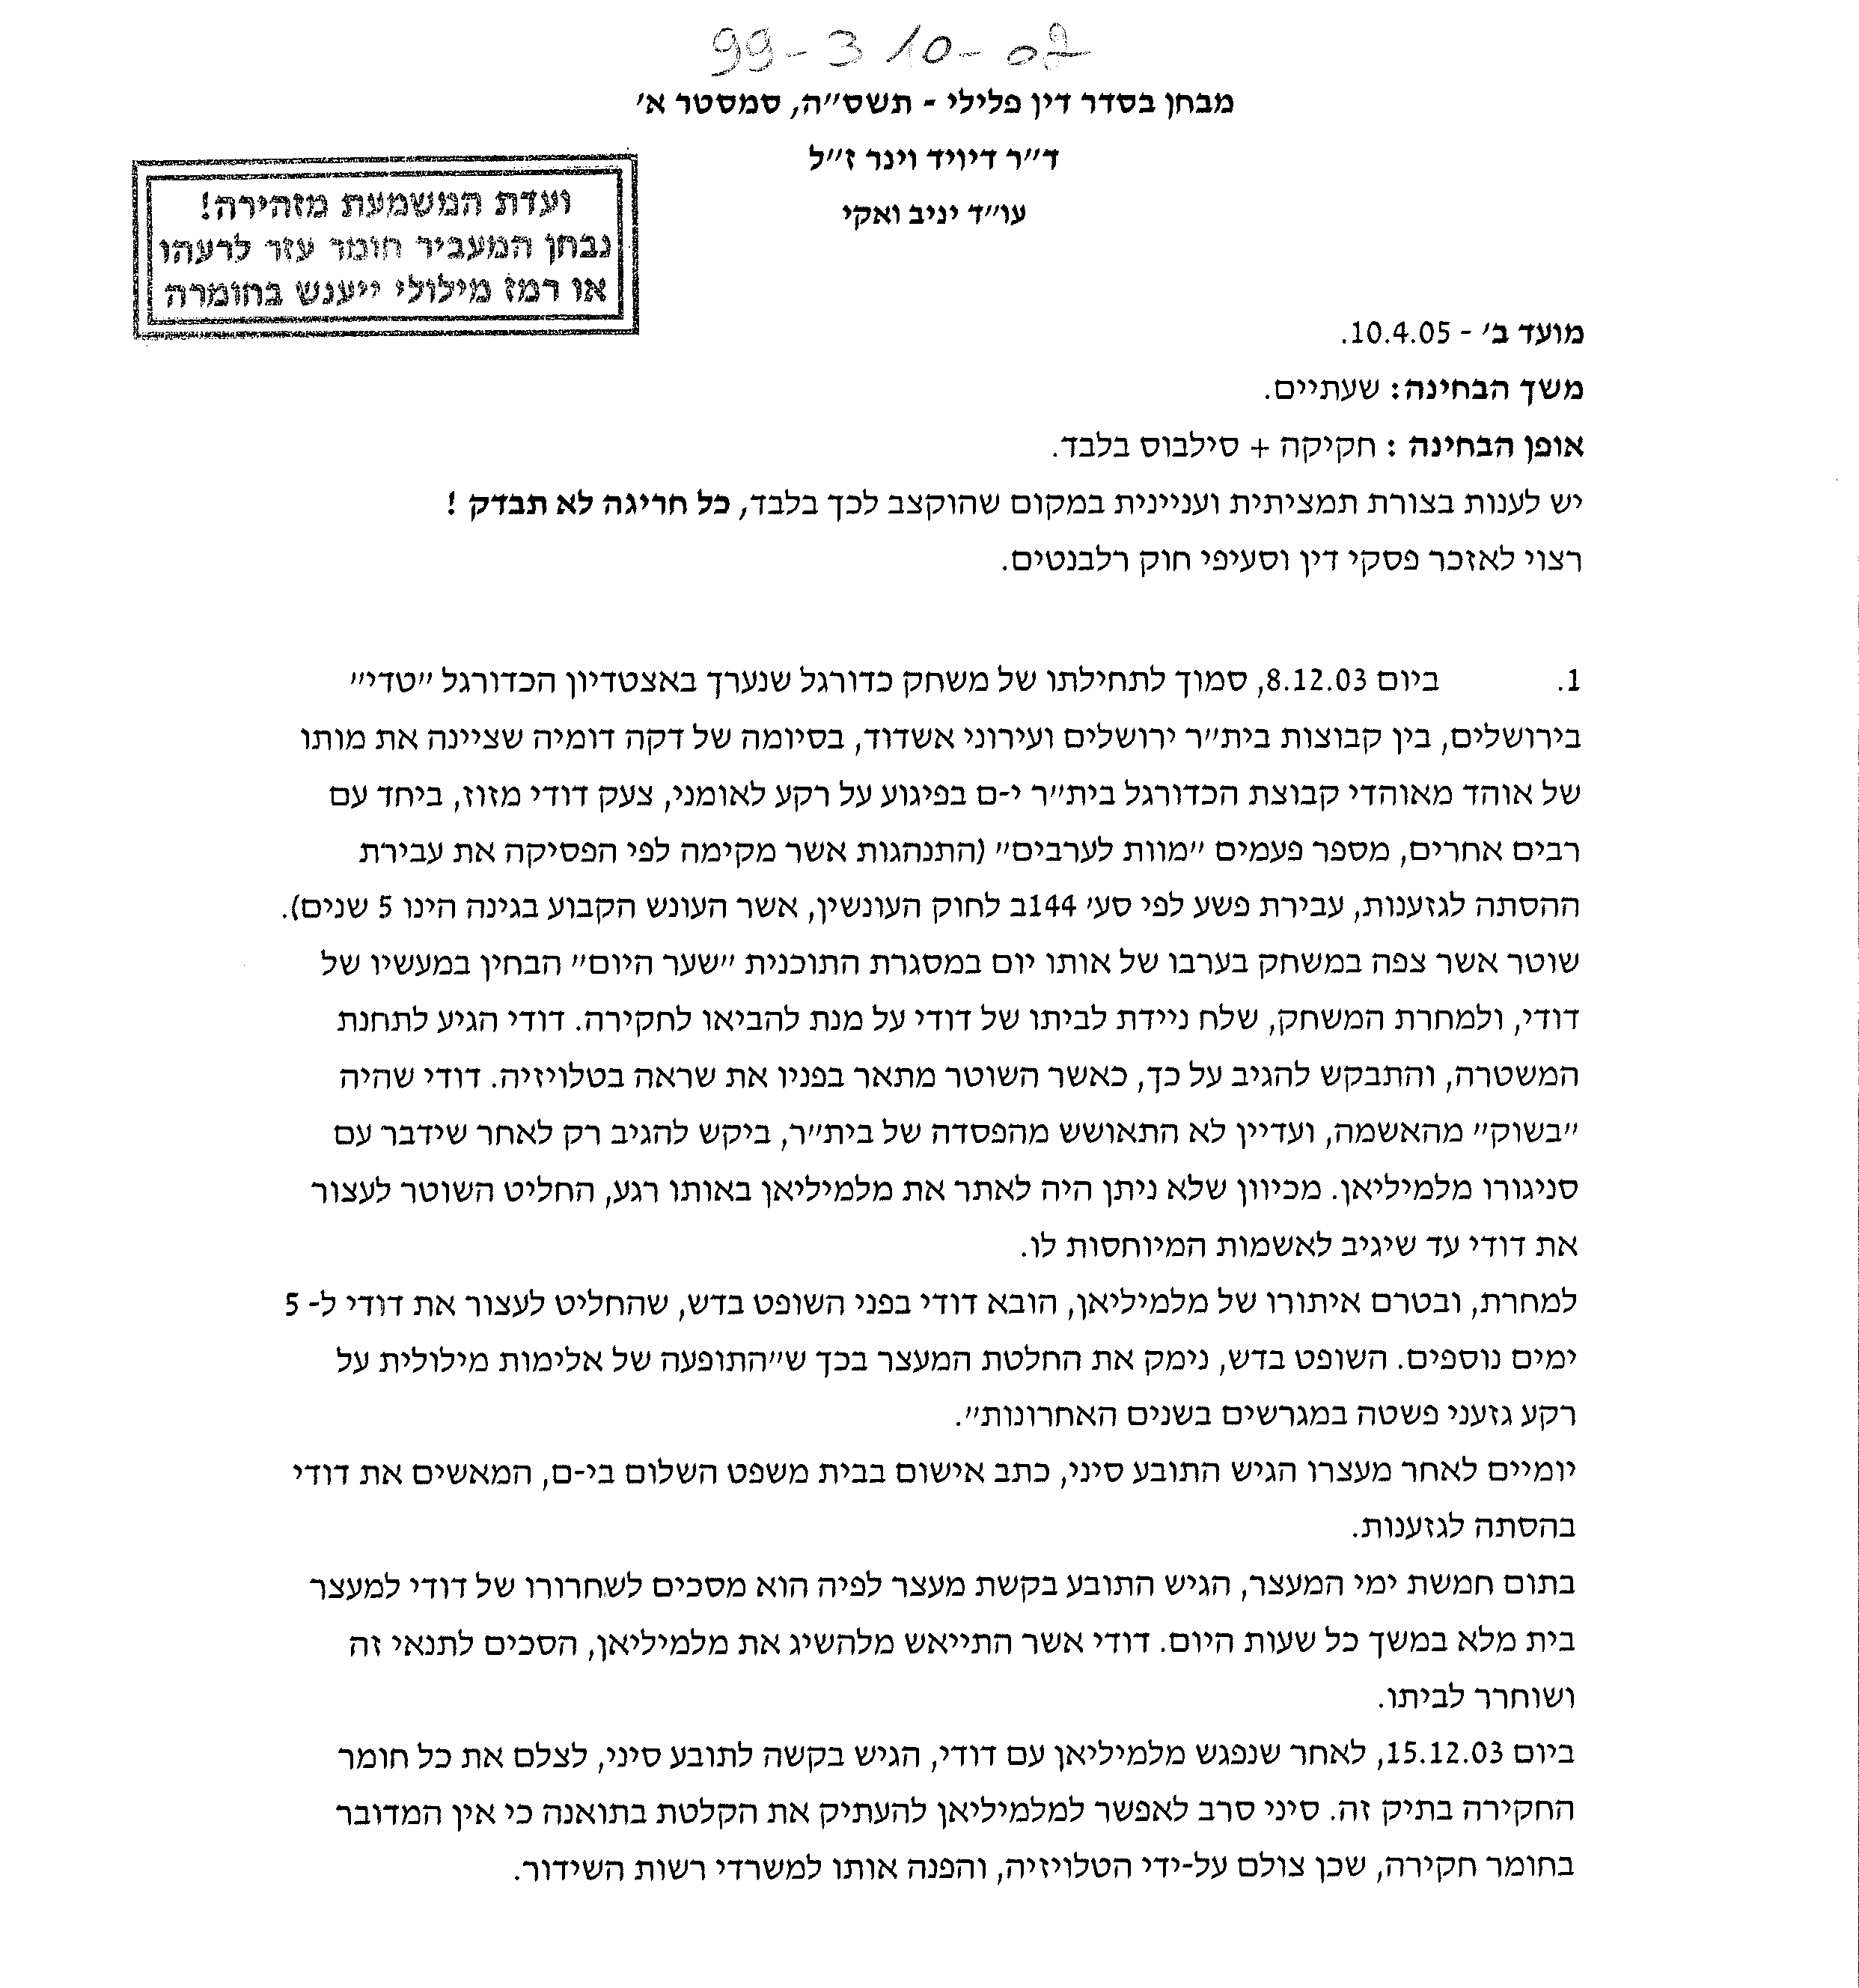 99-3 10-02
מבחן בסדר דין פלילי - תשס״ה, סמסטר א׳
ד״ר דיויד וינר ז״ל
עו״ד יניב ואקי
ועדת המשמעת מזהירה!
נבחן המעביר חומר עזר לרעהו
או רמז מילולי ייענש בחומרה
מועד ב׳ - 10.4.05.
משך הבחינה: שעתיים.
אופן הבחינה : חקיקה + סילבוס בלבד.
יש לענות בצורת תמציתית ועניינית במקום שהוקצב לכך בלבד, כל חריגה לא תבדק !
רצוי לאזכר פסקי דין וסעיפי חוק רלבנטים.
1. ביום 8.12.03, סמוך לתחילתו של משחק כדורגל שנערך באצטדיון הכדורגל ״טדי״
בירושלים, בין קבוצות בית״ר ירושלים ועירוני אשדוד, בסיומה של דקה דומיה שציינה את מותו
של אוהד מאוהדי קבוצת הכדורגל בית״ר י-ם בפיגוע על רקע לאומני, צעק דודי מזוז, ביחד עם
רבים אחרים, מספר פעמים ״מוות לערבים״ (התנהגות אשר מקימה לפי הפסיקה את עבירת
ההסתה לגזענות, עבירת פשע לפי סע׳ 144ב לחוק העונשין, אשר העונש הקבוע בגינה הינו 5 שנים).
שוטר אשר צפה במשחק בערבו של אותו יום במסגרת התוכנית ״שער היום״ הבחין במעשיו של
דודי, ולמחרת המשחק, שלח ניידת לביתו של דודי על מנת להביאו לחקירה. דודי הגיע לתחנת
המשטרה, והתבקש להגיב על כך, כאשר השוטר מתאר בפניו את שראה בטלויזיה. דודי שהיה
״בשוק״ מהאשמה, ועדיין לא התאושש מהפסדה של בית״ר, ביקש להגיב רק לאחר שידבר עם
סניגורו מלמיליאן. מכיוון שלא ניתן היה לאתר את מלמיליאן באותו רגע, החליט השוטר לעצור
את דודי עד שיגיב לאשמות המיוחסות לו.
למחרת, ובטרם איתורו של מלמיליאן, הובא דודי בפני השופט בדש, שהחליט לעצור את דודי ל- 5
ימים נוספים. השופט בדש, נימק את החלטת המעצר בכך ש״התופעה של אלימות מילולית על
רקע גזעני פשטה במגרשים בשנים האחרונות״.
יומיים לאחר מעצרו הגיש התובע סיני, כתב אישום בבית משפט השלום בי-ם, המאשים את דודי
בהסתה לגזענות.
בתום חמשת ימי המעצר, הגיש התובע בקשת מעצר לפיה הוא מסכים לשחרורו של דודי למעצר
בית מלא במשך כל שעות היום. דודי אשר התייאש מלהשיג את מלמיליאן, הסכים לתנאי זה
ושוחרר לביתו.
ביום 15.12.03, לאחר שנפגש מלמיליאן עם דודי, הגיש בקשה לתובע סיני, לצלם את כל חומר
החקירה בתיק זה. סיני סרב לאפשר למלמיליאן להעתיק את הקלטת בתואנה כי אין המדובר
בחומר חקירה, שכן צולם על-ידי הטלויזיה, והפנה אותו למשרדי רשות השידור.